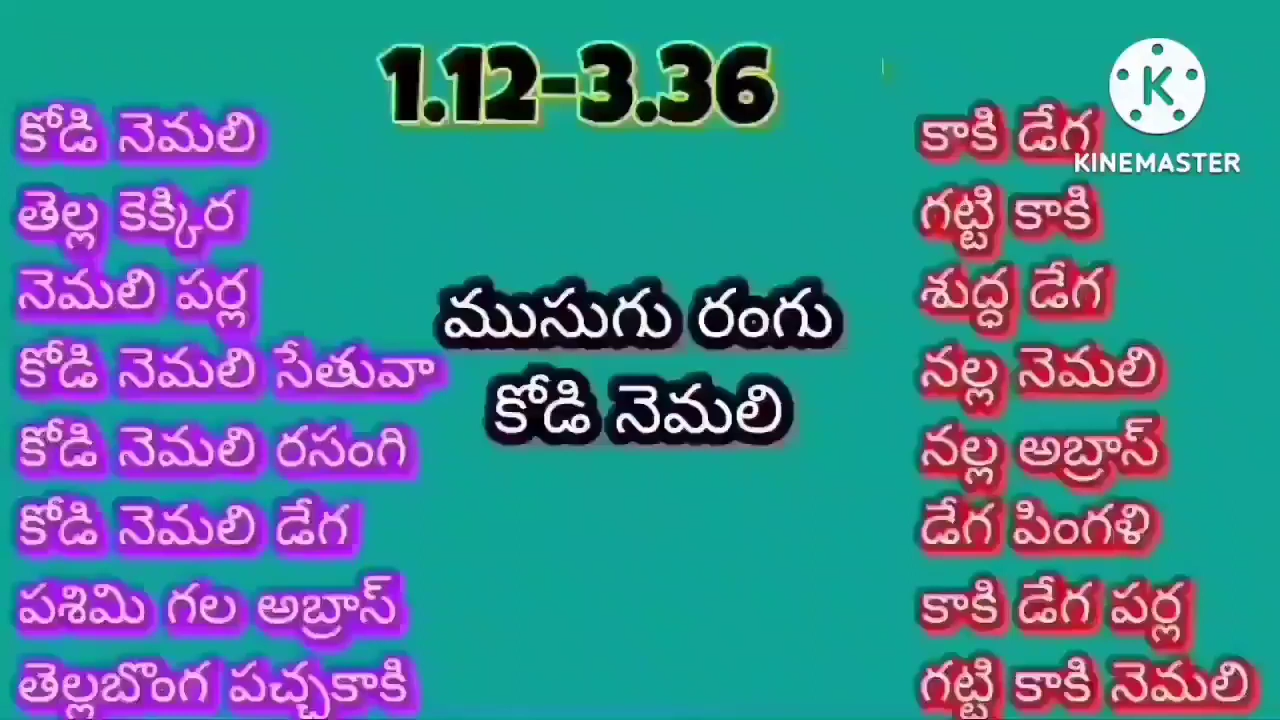 1.12-3.36
కోడి నెమలి
తెల్ల కెక్కిర
నెమలి పర్ల
కోడి నెమలి సేతువా
కోడి నెమలి రసంగి
కోడి నెమలి డేగ
పశిమి గల అబ్రాస్
తెల్లబొంగ పచ్చకాకి
ముసుగు రంగు
కోడి నెమలి
కాకి డేగ
గట్టి కాకి
శుద్ధ డేగ
నల్ల నెమలి
నల్ల అబ్రాస్
డేగ పింగళి
కాకి డేగ పర్ల
గట్టి కాకి నెమలి
K
KINEMASTER